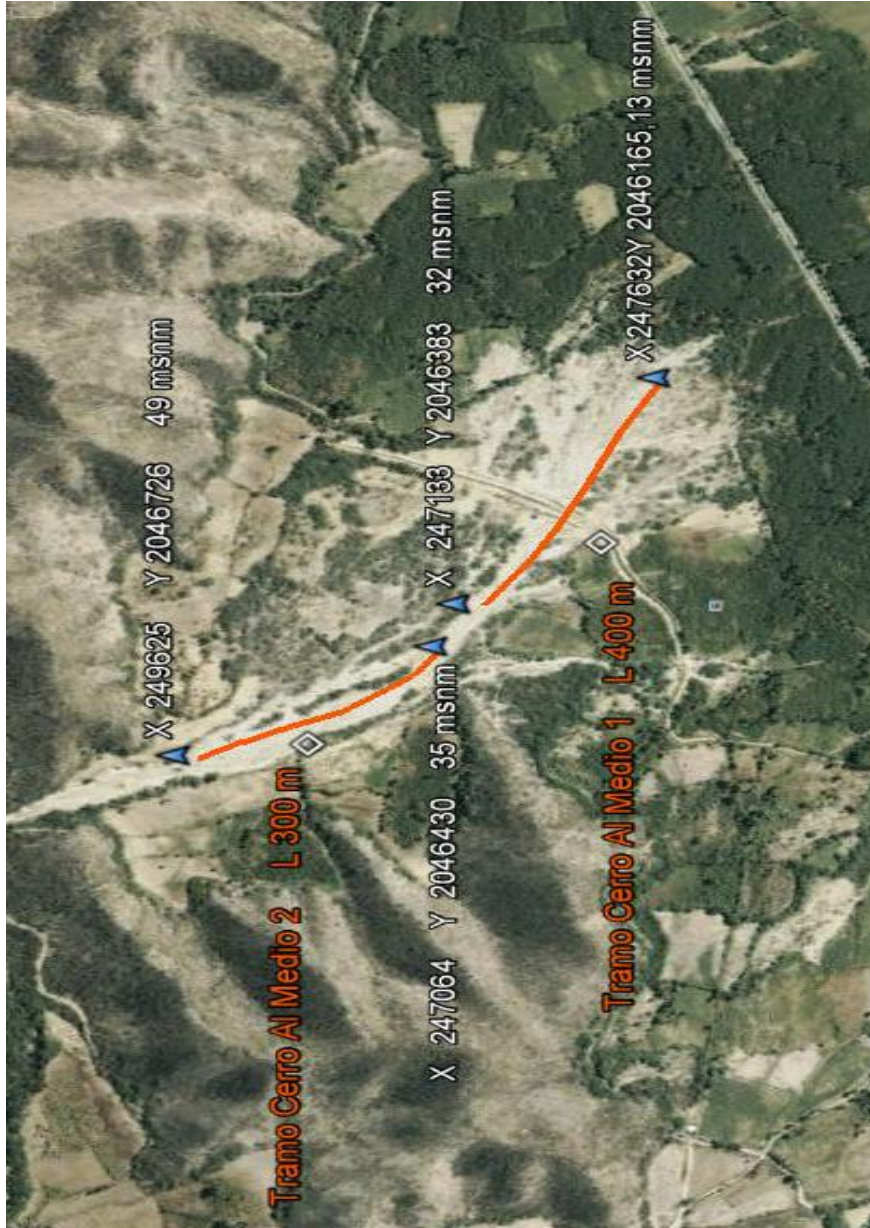 X 249625 Y 2046726 49 msnm
Tramo Cerro Al Medio 2 L 300 m
X 247133 Y 2046383 32 msnm
X 247064 Y 2046430 35 msnm
Tramo Cerro Al Medio 1 L 400 m
X 247632Y 2046165,13 msnm